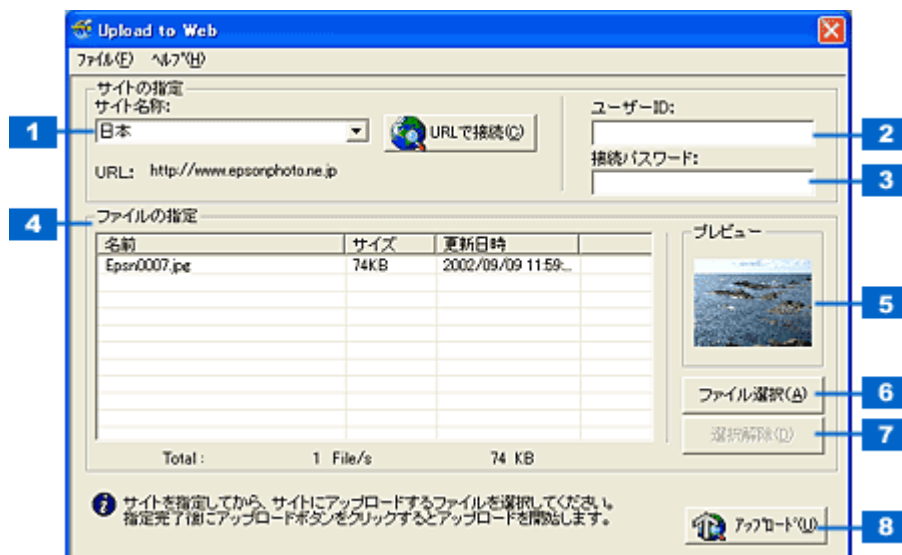 Upload to Web
ファイル(F) ヘルプ(H)
サイトの指定
サイト名称:
日本
URLで接続(C)
URL: http://www.epsonphoto.ne.jp
ユーザーID:
接続パスワード:
1
2
3
4
ファイルの指定
名前 サイズ 更新日時
Epsn0007.jpg 74KB 2002/09/09 11:59:...
プレビュー
5
ファイル選択(A)
6
選択解除(D)
7
Total : 1 File/s 74 KB
サイトを指定してから、サイトにアップロードするファイルを選択してください。
指定完了後にアップロードボタンをクリックするとアップロードを開始します。
アップロード(U)
8